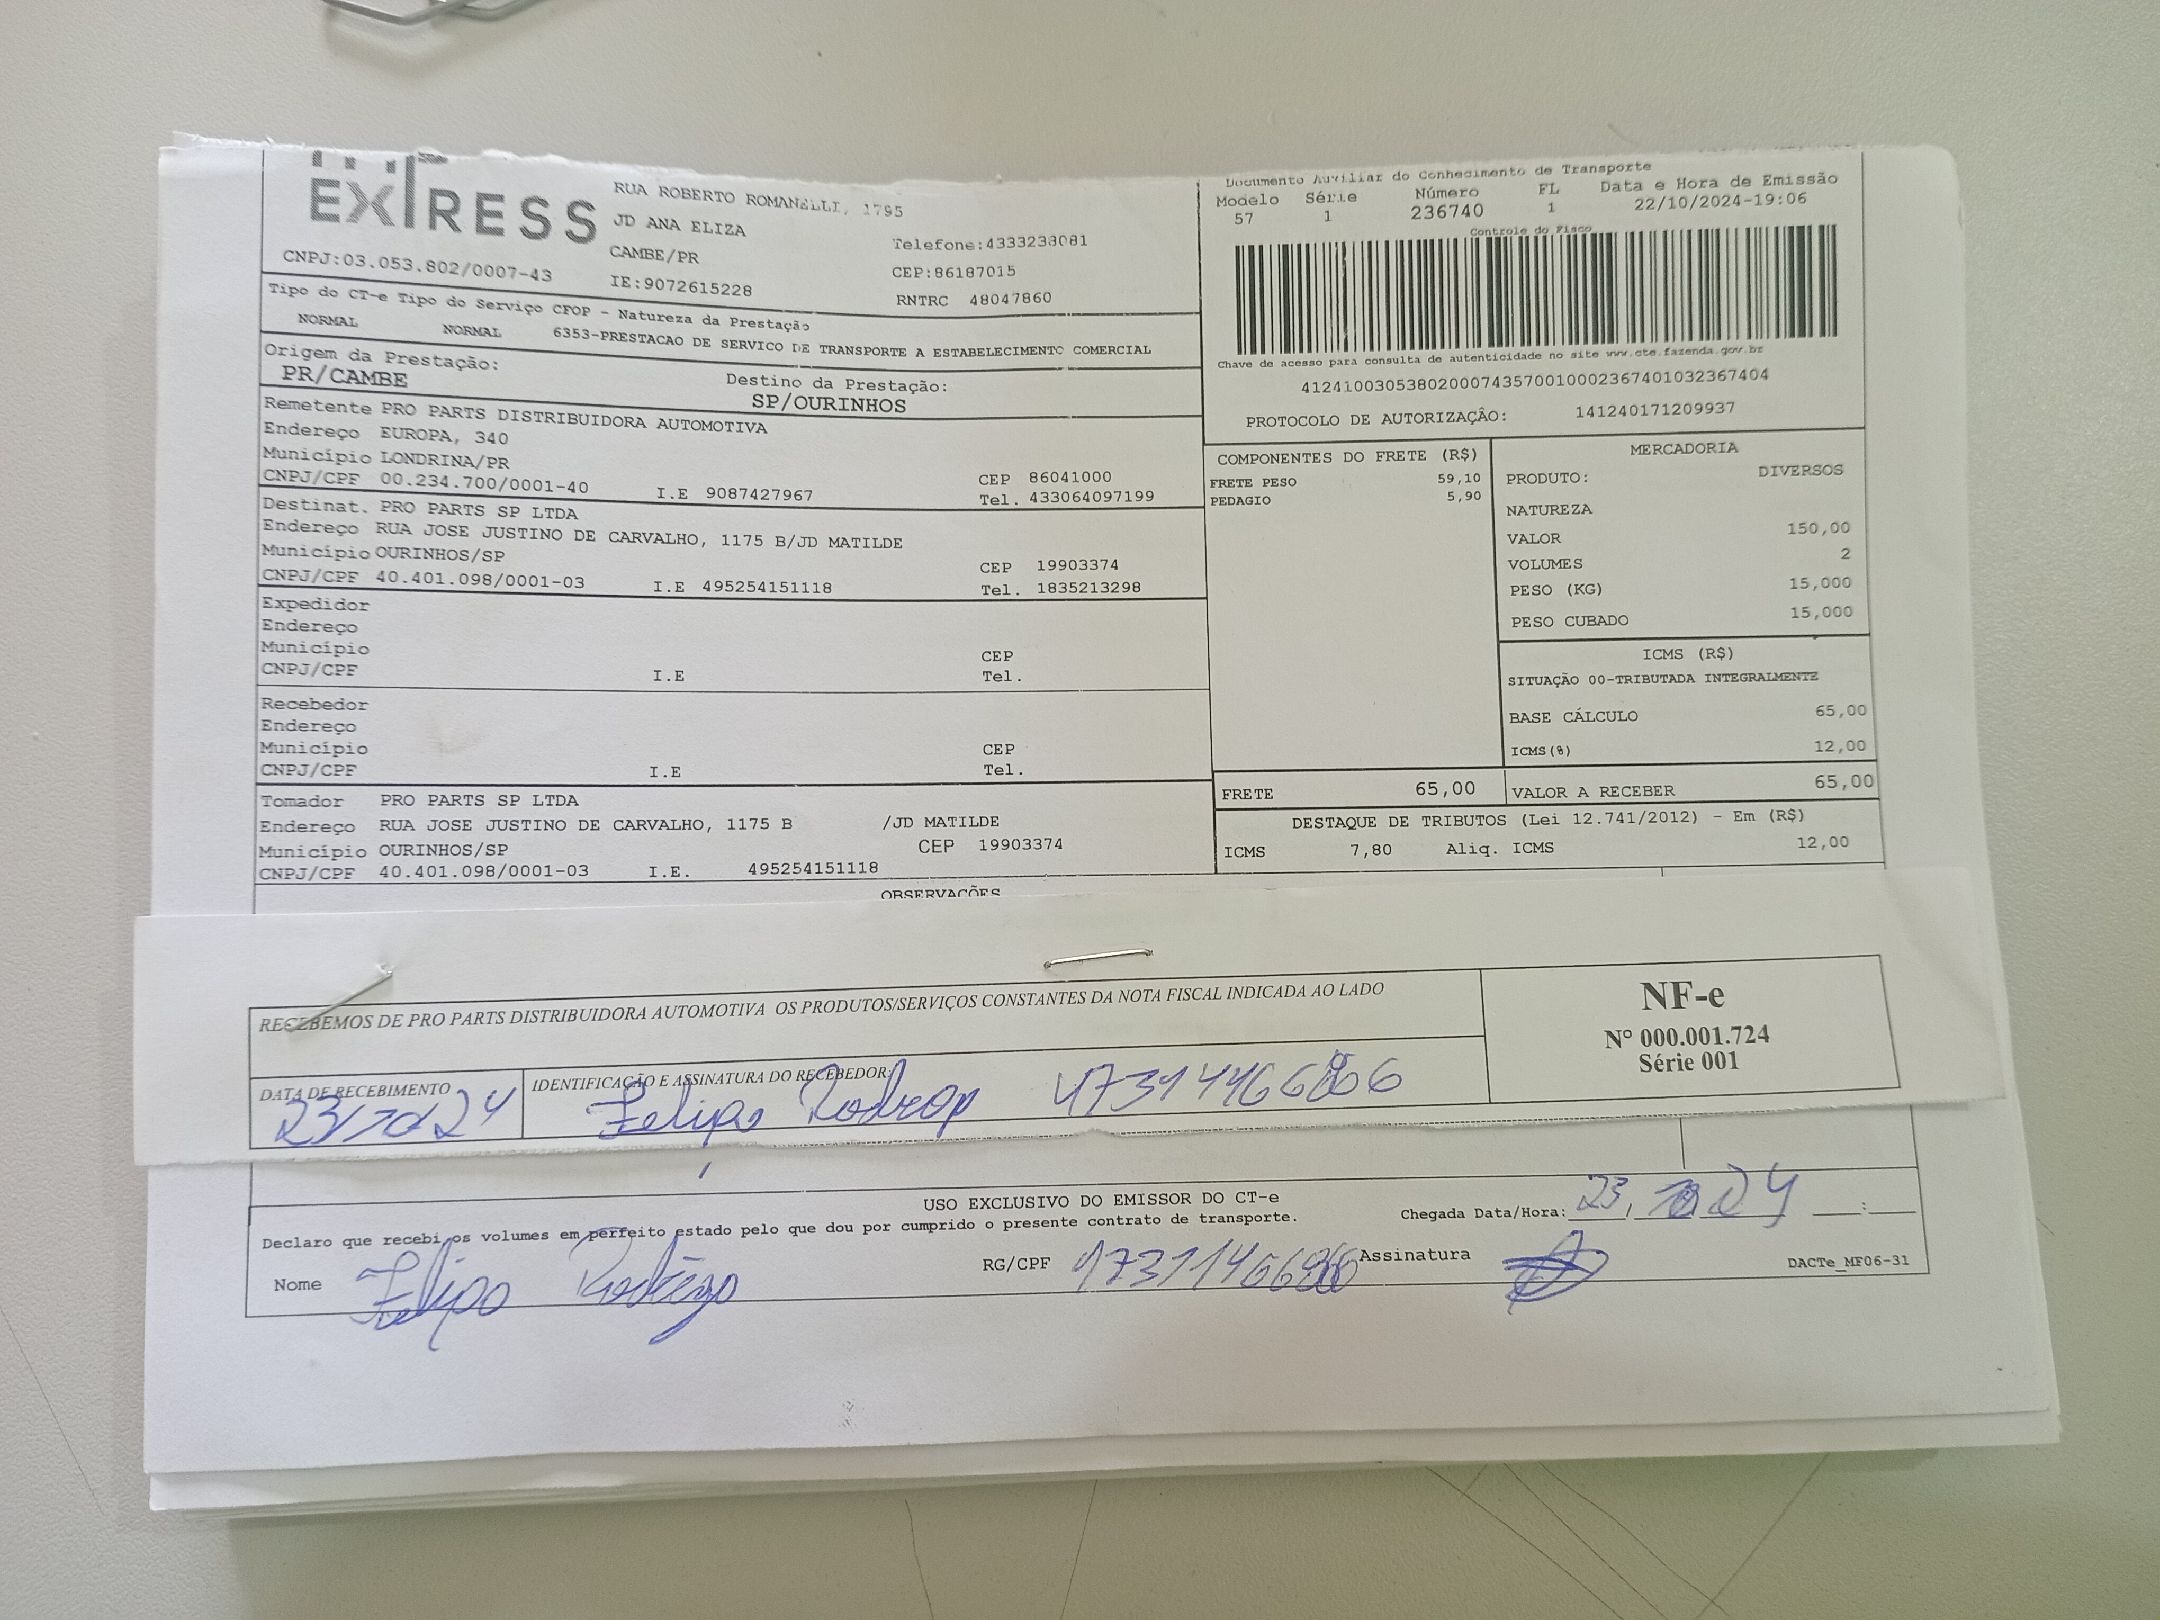 EXTRESS
RUA ROBERTO ROMANELLI, 1795
JD ANA ELIZA
CAMBE/PR
Telefone:4333238081
CNPJ:03.053.802/0007-43
IE:9072615228
CEP:86187015
RNTRC 48047860
Tipo do CT-e Tipo do Serviço CFOP - Natureza da Prestação
NORMAL NORMAL 6353-PRESTACAO DE SERVICO DE TRANSPORTE A ESTABELECIMENTO COMERCIAL
Origem da Prestação: Destino da Prestação:
PR/CAMBE SP/OURINHOS
Documento Auxiliar do Conhecimento de Transporte
Modelo Série Número FL Data e Hora de Emissão
57 1 236740 1 22/10/2024-19:06
Controle do Fisco
Chave de acesso para consulta de autenticidade no site www.cte.fazenda.gov.br
41241003053802000743570010002367401032367404
PROTOCOLO DE AUTORIZAÇÃO: 141240171209937
Remetente PRO PARTS DISTRIBUIDORA AUTOMOTIVA
Endereço EUROPA, 340
Município LONDRINA/PR CEP 86041000
CNPJ/CPF 00.234.700/0001-40 I.E 9087427967 Tel. 433064097199
Destinat. PRO PARTS SP LTDA
Endereço RUA JOSE JUSTINO DE CARVALHO, 1175 B/JD MATILDE
Município OURINHOS/SP CEP 19903374
CNPJ/CPF 40.401.098/0001-03 I.E 495254151118 Tel. 1835213298
Expedidor
Endereço
Município CEP
CNPJ/CPF I.E Tel.
Recebedor
Endereço
Município CEP
CNPJ/CPF I.E Tel.
Tomador PRO PARTS SP LTDA
Endereço RUA JOSE JUSTINO DE CARVALHO, 1175 B /JD MATILDE
Município OURINHOS/SP CEP 19903374
CNPJ/CPF 40.401.098/0001-03 I.E. 495254151118
COMPONENTES DO FRETE (R$)
FRETE PESO 59,10
PEDAGIO 5,90
MERCADORIA
PRODUTO: DIVERSOS
NATUREZA
VALOR 150,00
VOLUMES 2
PESO (KG) 15,000
PESO CUBADO 15,000
ICMS (R$)
SITUAÇÃO 00-TRIBUTADA INTEGRALMENTE
BASE CÁLCULO 65,00
ICMS(%) 12,00
FRETE 65,00 VALOR A RECEBER 65,00
DESTAQUE DE TRIBUTOS (Lei 12.741/2012) - Em (R$)
ICMS 7,80 Aliq. ICMS 12,00
OBSERVAÇÕES
RECEBEMOS DE PRO PARTS DISTRIBUIDORA AUTOMOTIVA OS PRODUTOS/SERVIÇOS CONSTANTES DA NOTA FISCAL INDICADA AO LADO
NF-e
Nº 000.001.724
Série 001
DATA DE RECEBIMENTO IDENTIFICAÇÃO E ASSINATURA DO RECEBEDOR:
23/10/24 Felipe
USO EXCLUSIVO DO EMISSOR DO CT-e
Declaro que recebi os volumes em perfeito estado pelo que dou por cumprido o presente contrato de transporte.
Chegada Data/Hora: 23, 10 24 :
Nome Felipe Rodrigo RG/CPF Assinatura
DACTe_MF06-31